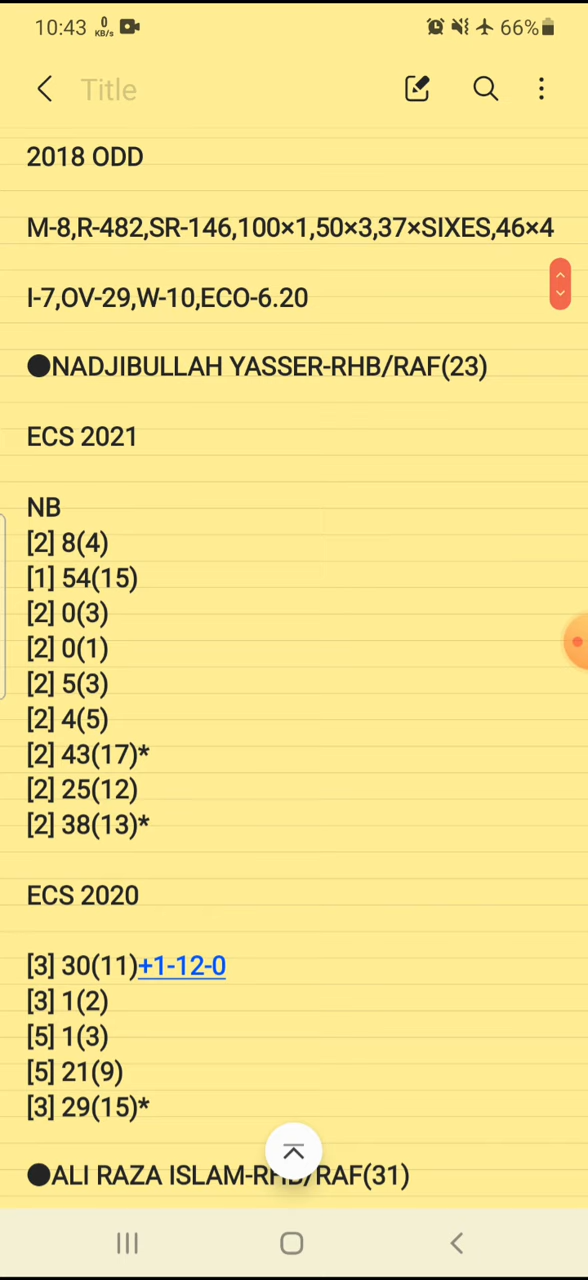 10:43 0 KB/s 66%
Title
2018 ODD
M-8,R-482,SR-146,100×1,50×3,37×SIXES,46×4
I-7,OV-29,W-10,ECO-6.20
●NADJIBULLAH YASSER-RHB/RAF(23)
ECS 2021
NB
[2] 8(4)
[1] 54(15)
[2] 0(3)
[2] 0(1)
[2] 5(3)
[2] 4(5)
[2] 43(17)*
[2] 25(12)
[2] 38(13)*
ECS 2020
[3] 30(11)+1-12-0
[3] 1(2)
[5] 1(3)
[5] 21(9)
[3] 29(15)*
●ALI RAZA ISLAM-RHB/RAF(31)